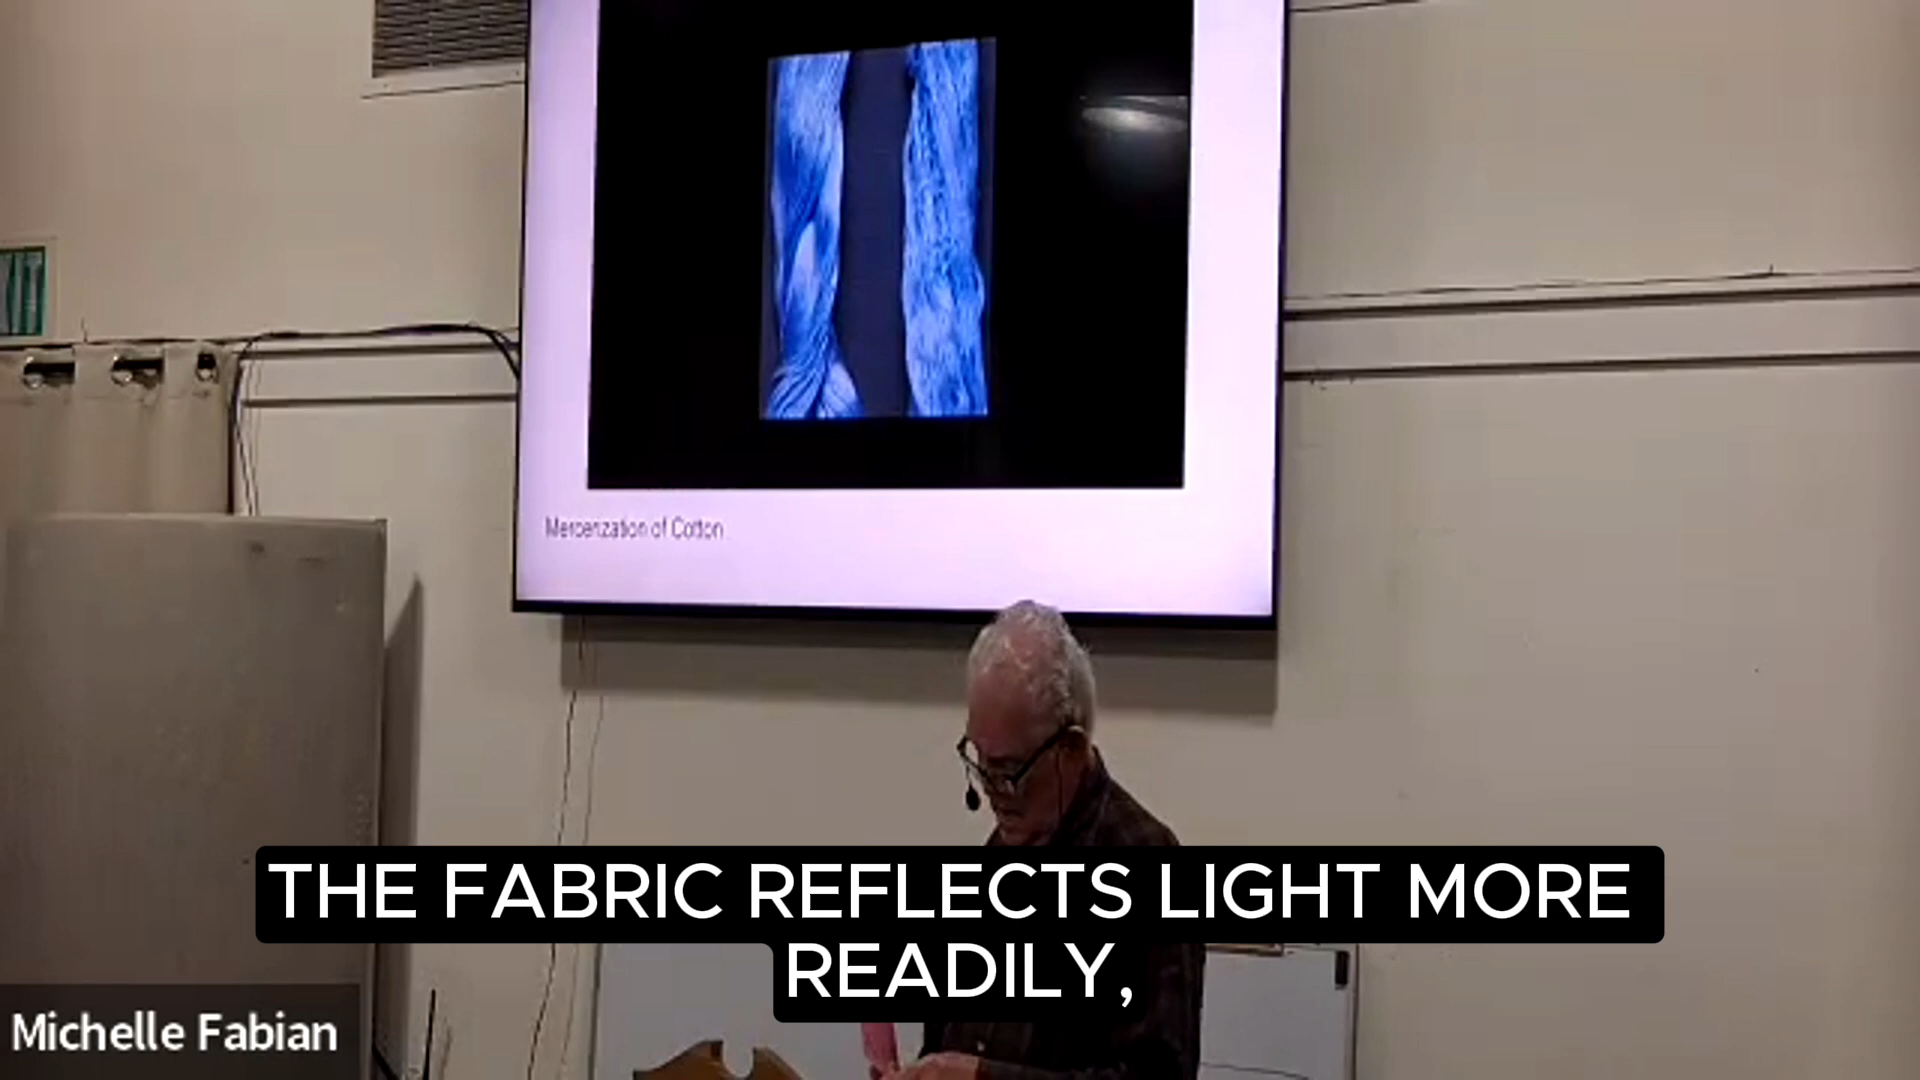 Mercerization of Cotton
THE FABRIC REFLECTS LIGHT MORE
READILY,
Michelle Fabian